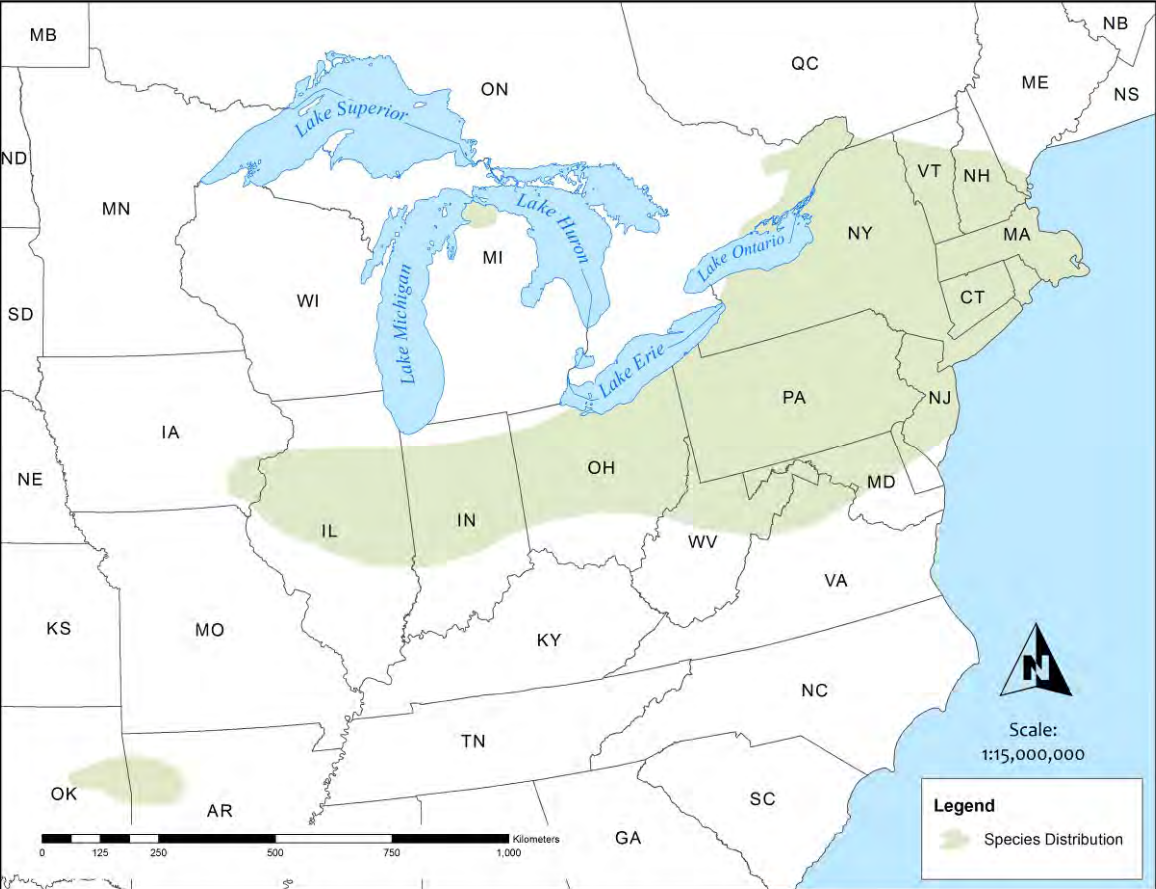 MB
NB
QC
ME
ON
NS
Lake Superior
ND
VT
NH
MN
Lake Huron
NY
MA
Lake Ontario
MI
CT
WI
SD
Lake Michigan
Lake Erie
PA
NJ
IA
OH
NE
MD
IN
IL
WV
VA
KS
MO
KY
N
NC
Scale:
1:15,000,000
TN
OK
AR
SC
GA
Legend
Species Distribution
Kilometers
0 125 250 500 750 1,000